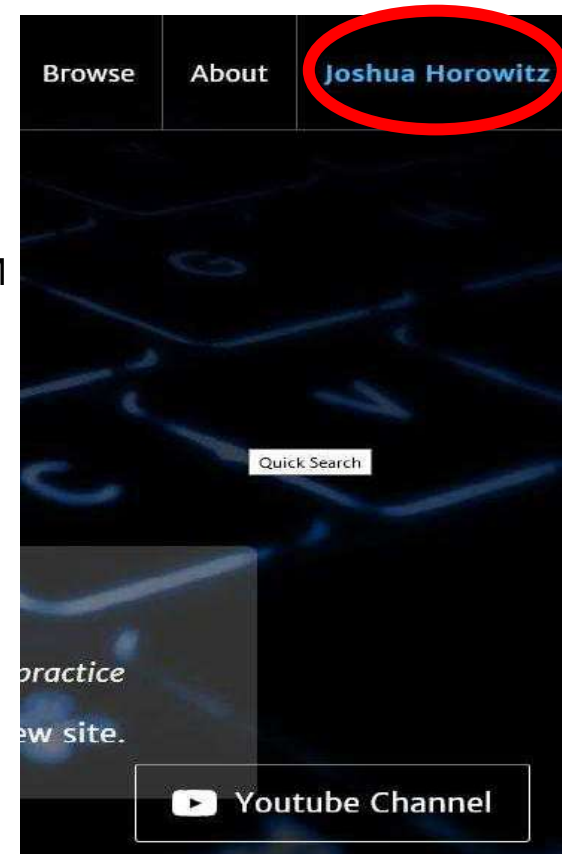 Browse About Joshua Horowitz
G
V
Quick Search
C
practice
ew site.
Youtube Channel